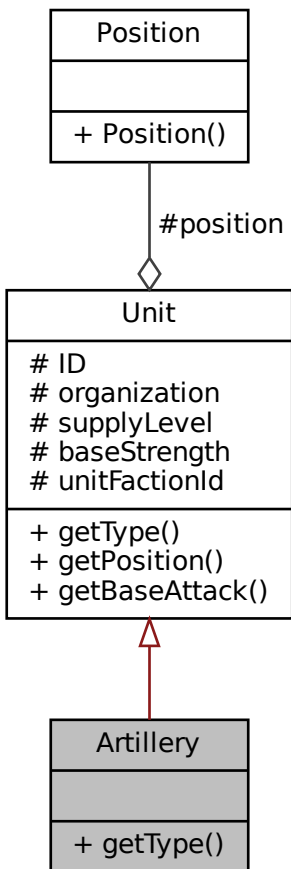 Position
+ Position()
#position
Unit
# ID
# organization
# supplyLevel
# baseStrength
# unitFactionId
+ getType()
+ getPosition()
+ getBaseAttack()
Artillery
+ getType()